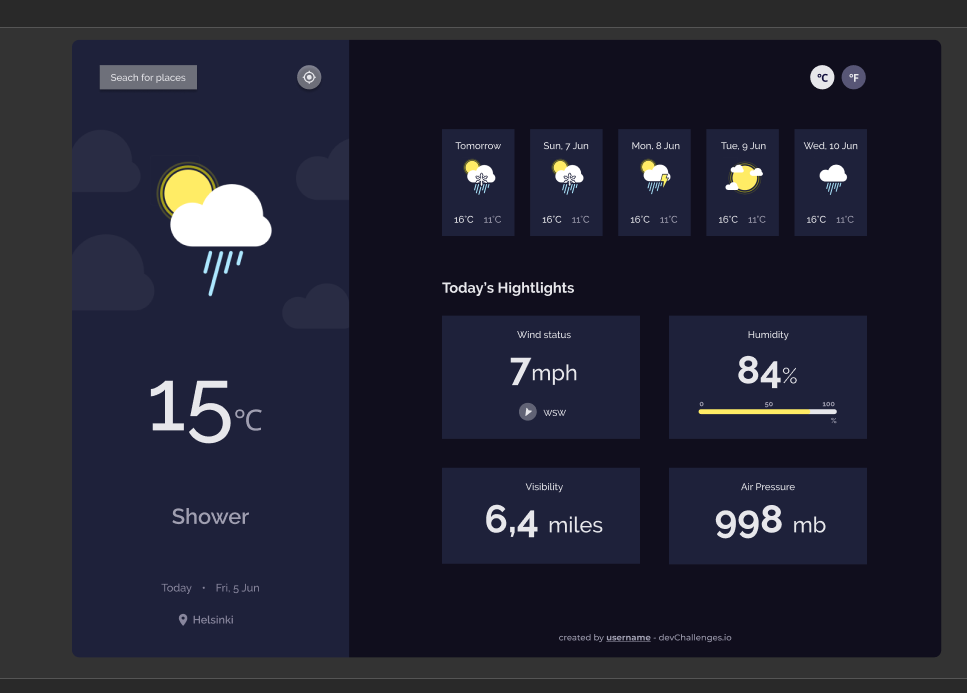 Seach for places
15°C
Shower
Today • Fri, 5 Jun
Helsinki
°C °F
Tomorrow
16°C 11°C
Sun, 7 Jun
16°C 11°C
Mon, 8 Jun
16°C 11°C
Tue, 9 Jun
16°C 11°C
Wed, 10 Jun
16°C 11°C
Today's Hightlights
Wind status
7mph
WSW
Humidity
84%
0 50 100
%
Visibility
6,4 miles
Air Pressure
998 mb
created by username - devChallenges.io